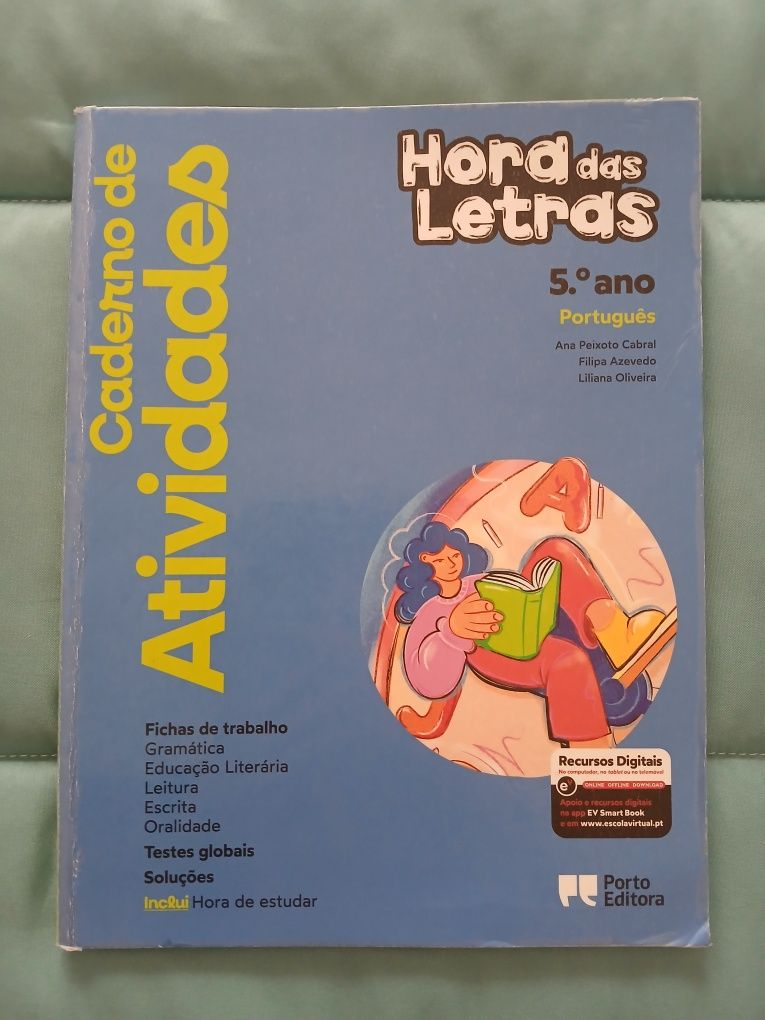 Caderno de
Atividades
Hora das
Letras
5.º ano
Português
Ana Peixoto Cabral
Filipa Azevedo
Liliana Oliveira
A
Fichas de trabalho
Gramática
Educação Literária
Leitura
Escrita
Oralidade
Testes globais
Soluções
Inclui Hora de estudar
Recursos Digitais
No computador, no tablet ou no telemóvel
e
ONLINE OFFLINE DOWNLOAD
Apoio e recursos digitais
na app EV Smart Book
e em www.escolavirtual.pt
Porto
Editora